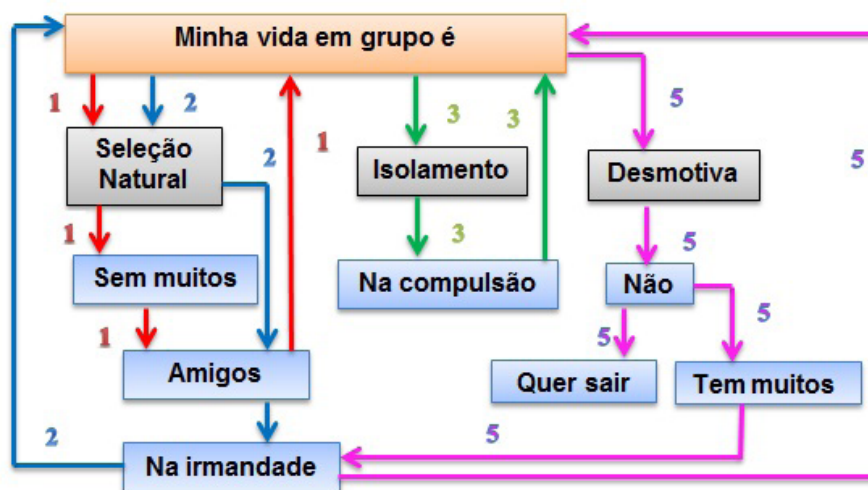 Minha vida em grupo é
1
2
3
3
5
Seleção
Natural
2
1
Isolamento
Desmotiva
5
1
3
5
Sem muitos
Na compulsão
Não
1
5
5
Amigos
Quer sair
Tem muitos
2
5
Na irmandade